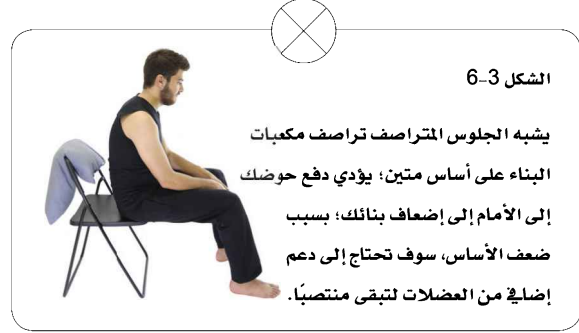 الشكل 3-6
يشبه الجلوس المتراصف تراصف مكعبات
البناء على أساس متين؛ يؤدي دفع حوضك
إلى الأمام إلى إضعاف بنائك؛ بسبب
ضعف الأساس، سوف تحتاج إلى دعم
إضافي من العضلات لتبقى منتصبًا.